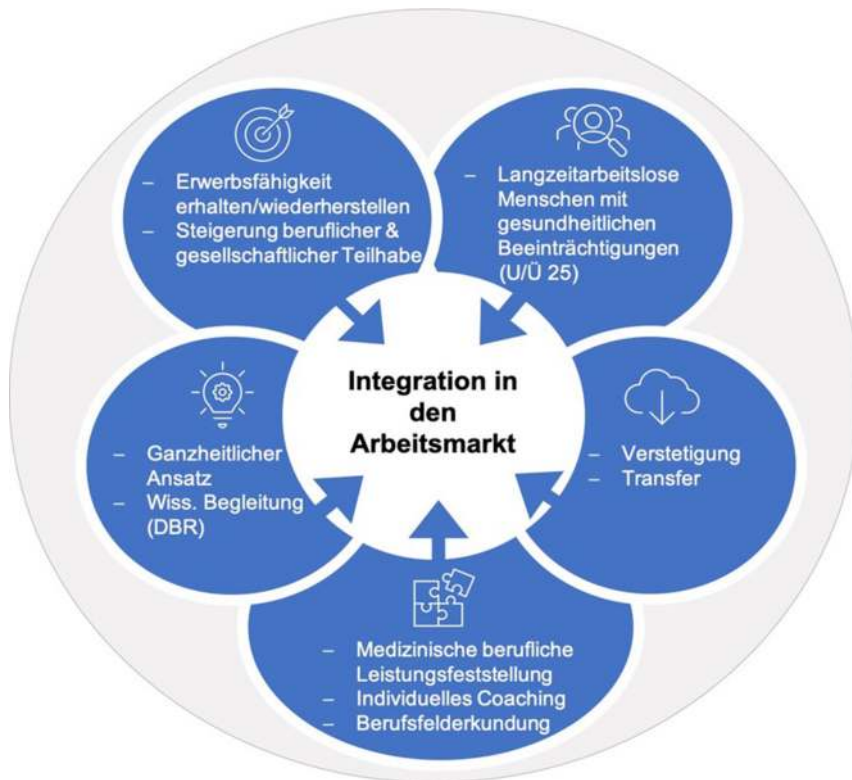 – Erwerbsfähigkeit
erhalten/wiederherstellen
– Steigerung beruflicher &
gesellschaftlicher Teilhabe
– Langzeitarbeitslose
Menschen mit
gesundheitlichen
Beeinträchtigungen
(U/Ü 25)
Integration in
den
Arbeitsmarkt
– Ganzheitlicher
Ansatz
– Wiss. Begleitung
(DBR)
– Verstetigung
– Transfer
– Medizinische berufliche
Leistungsfeststellung
– Individuelles Coaching
– Berufsfelderkundung